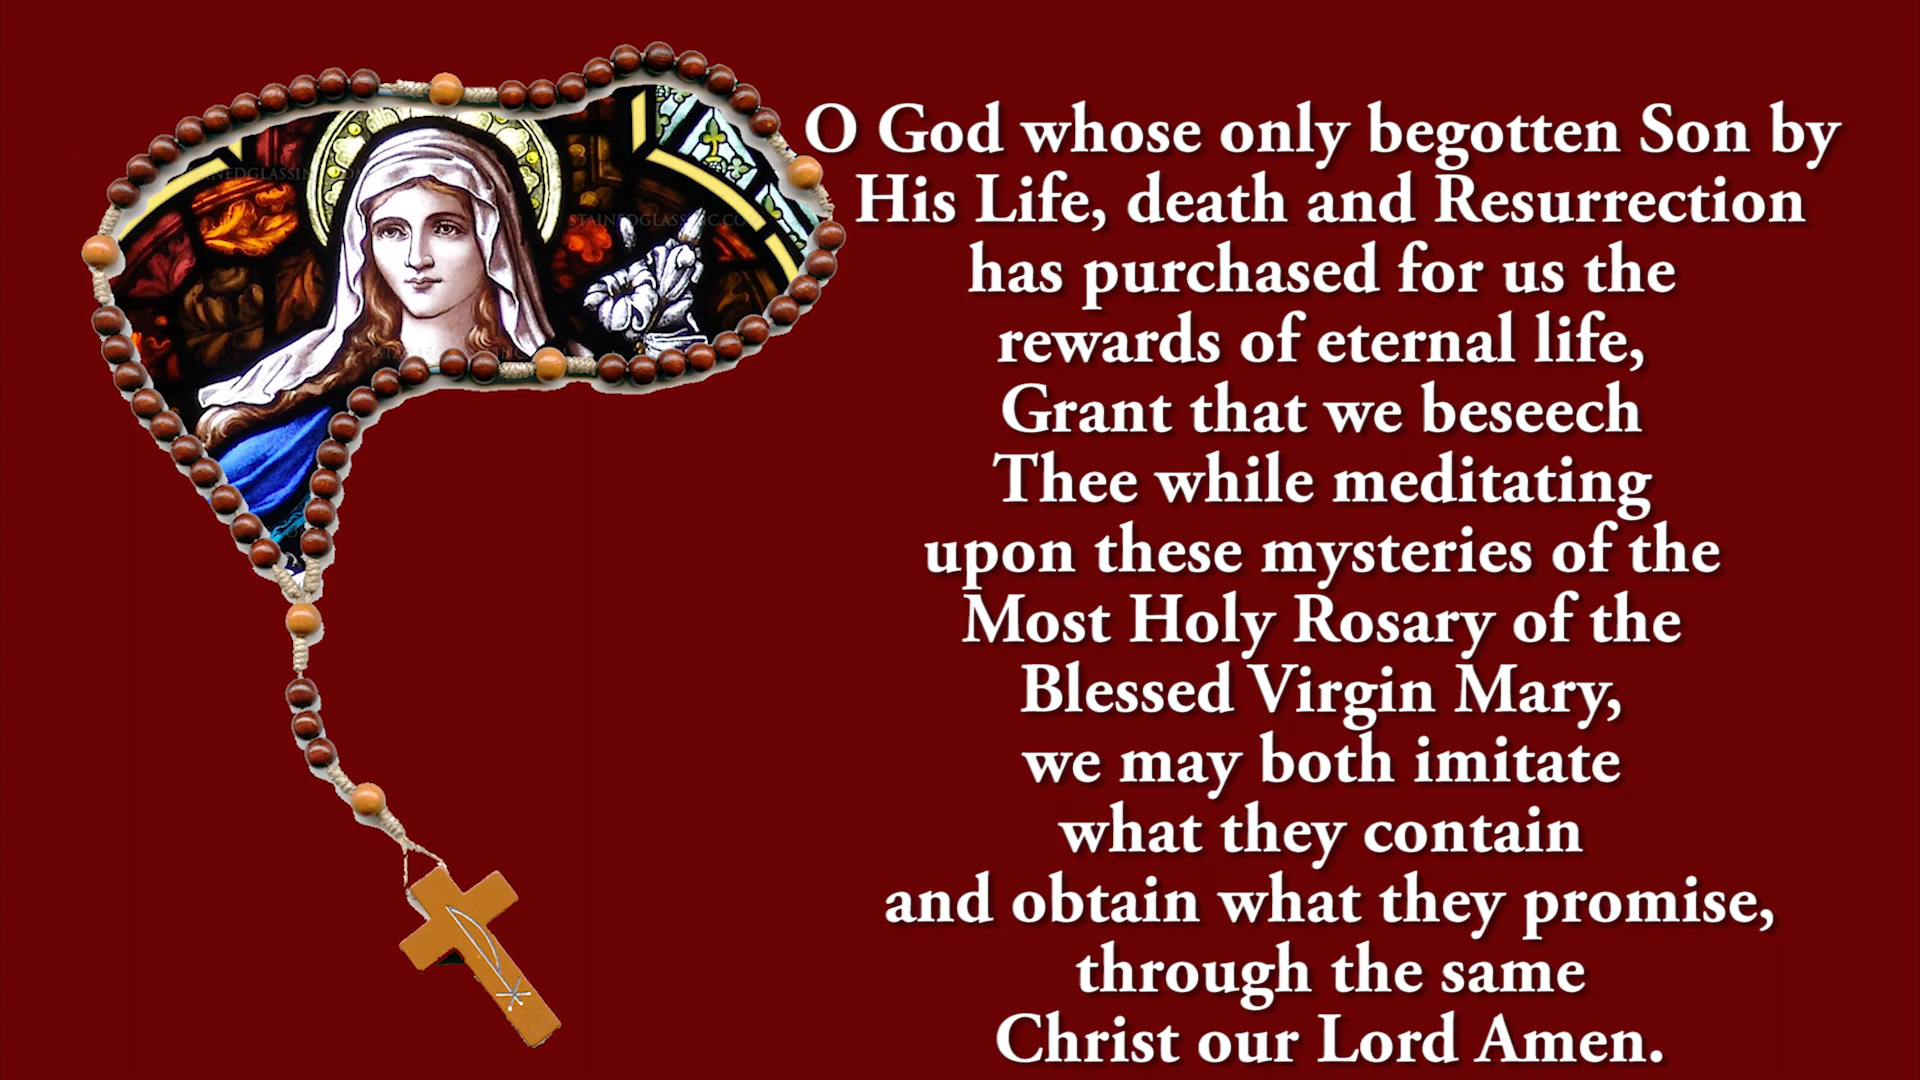 O God whose only begotten Son by
His Life, death and Resurrection
has purchased for us the
rewards of eternal life,
Grant that we beseech
Thee while meditating
upon these mysteries of the
Most Holy Rosary of the
Blessed Virgin Mary,
we may both imitate
what they contain
and obtain what they promise,
through the same
Christ our Lord Amen.